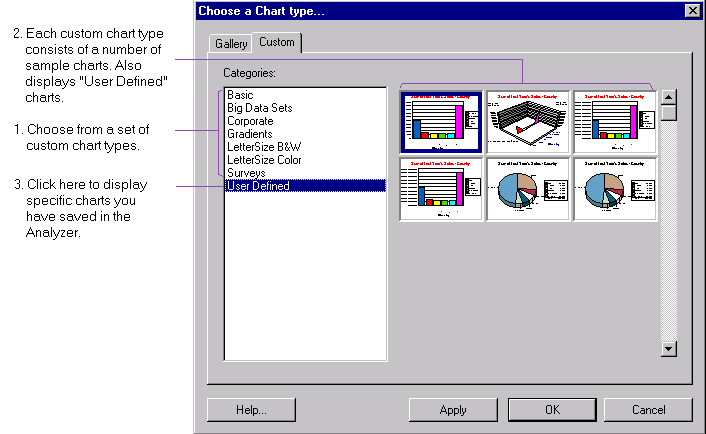 Choose a Chart type...
2. Each custom chart type
consists of a number of
sample charts. Also
displays "User Defined"
charts.
1. Choose from a set of
custom chart types.
3. Click here to display
specific charts you
have saved in the
Analyzer.
Gallery
Custom
Categories:
Basic
Big Data Sets
Corporate
Gradients
LetterSize B&W
LetterSize Color
Surveys
User Defined
Help...
Apply
OK
Cancel